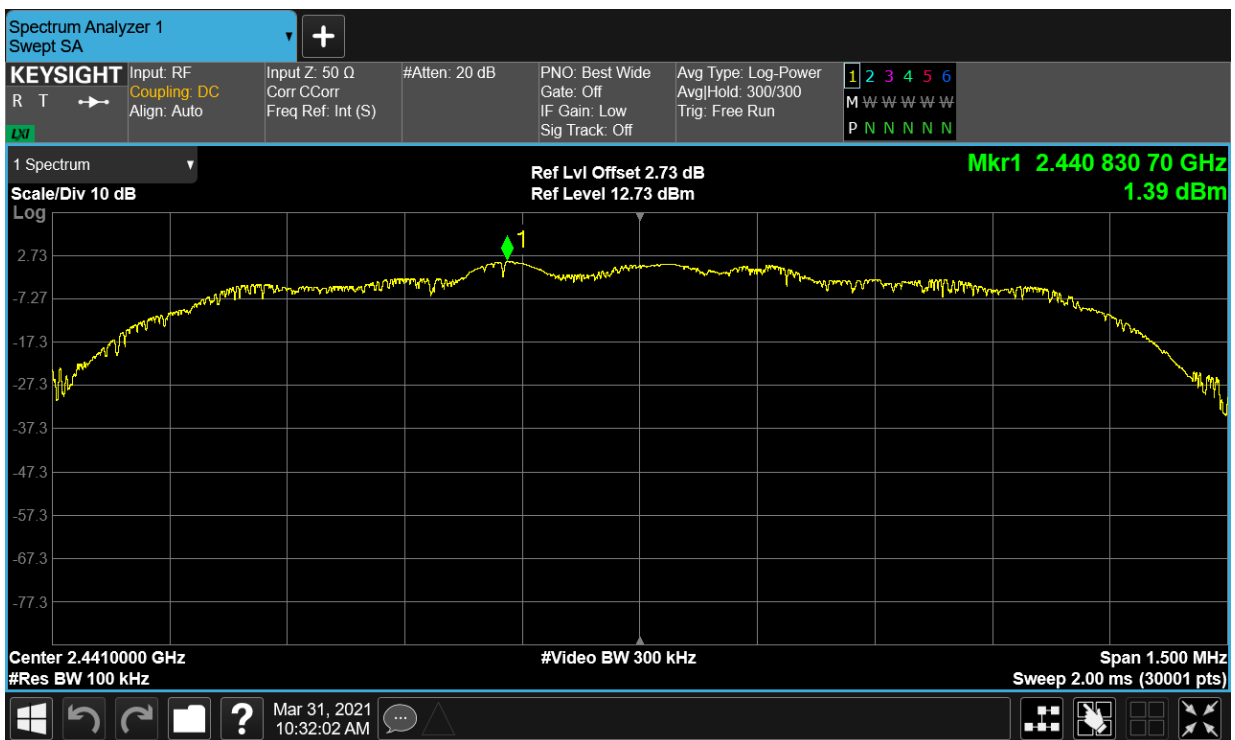 Spectrum Analyzer 1
Swept SA
KEYSIGHT
R T
LXI
Input: RF
Coupling: DC
Align: Auto
Input Z: 50 Ω
Corr CCorr
Freq Ref: Int (S)
#Atten: 20 dB
PNO: Best Wide
Gate: Off
IF Gain: Low
Sig Track: Off
Avg Type: Log-Power
Avg|Hold: 300/300
Trig: Free Run
1 2 3 4 5 6
M W W W W W
P N N N N N
1 Spectrum
Scale/Div 10 dB
Log
Ref Lvl Offset 2.73 dB
Ref Level 12.73 dBm
Mkr1 2.440 830 70 GHz
1.39 dBm
1
2.73
-7.27
-17.3
-27.3
-37.3
-47.3
-57.3
-67.3
-77.3
Center 2.4410000 GHz
#Res BW 100 kHz
#Video BW 300 kHz
Span 1.500 MHz
Sweep 2.00 ms (30001 pts)
?
Mar 31, 2021
10:32:02 AM